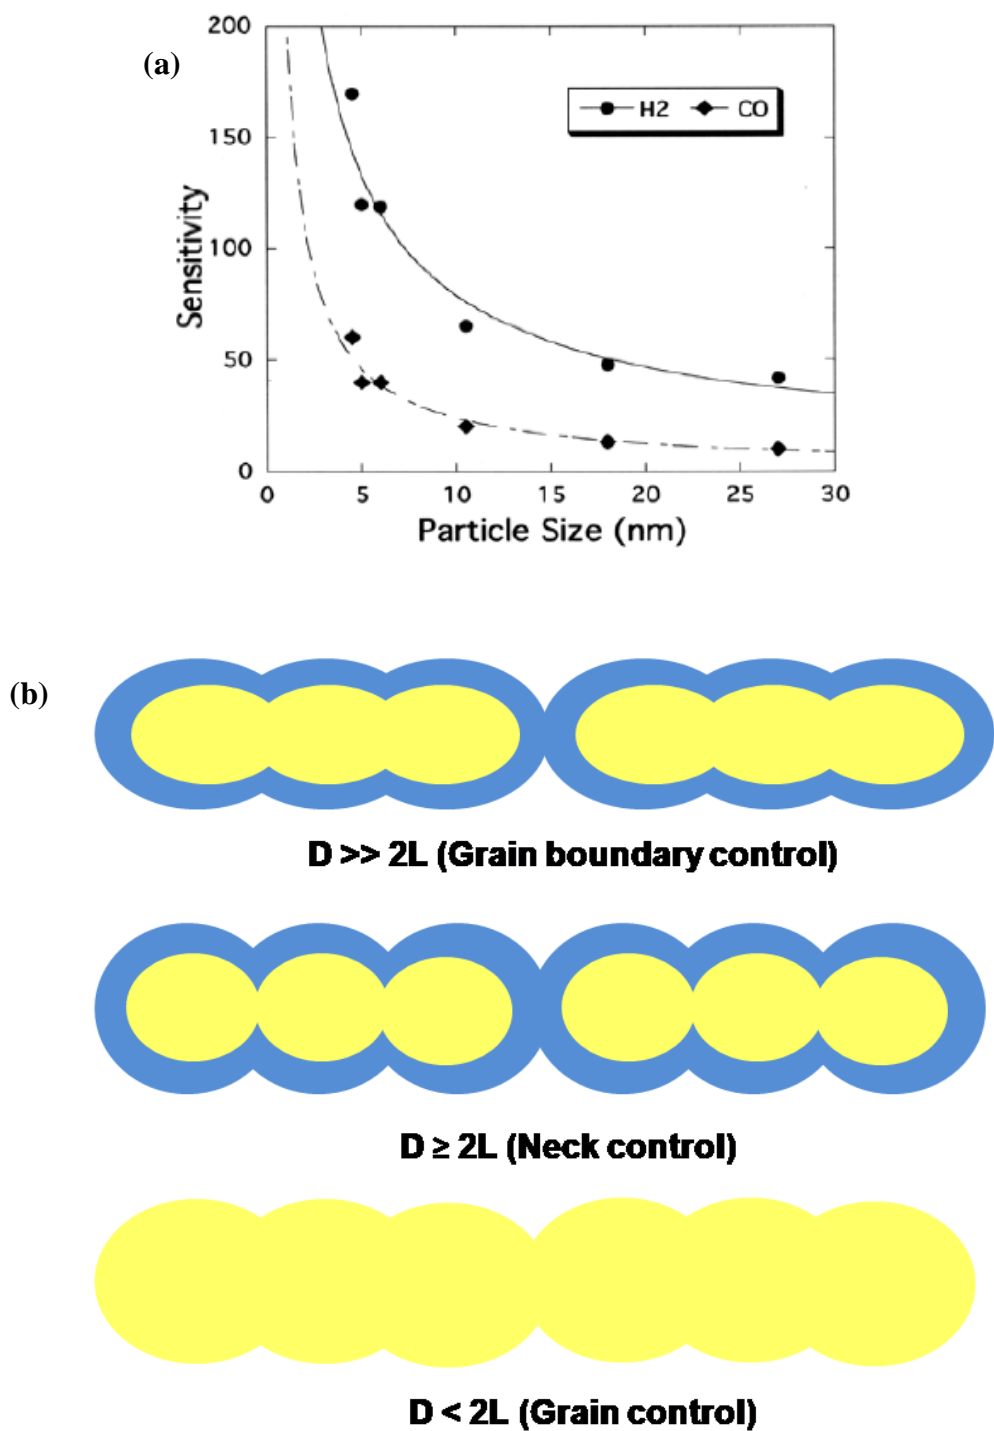 (a)
200
150
100
50
0
Sensitivity
H2 CO
0 5 10 15 20 25 30
Particle Size (nm)
(b)
D >> 2L (Grain boundary control)
D ≥ 2L (Neck control)
D < 2L (Grain control)